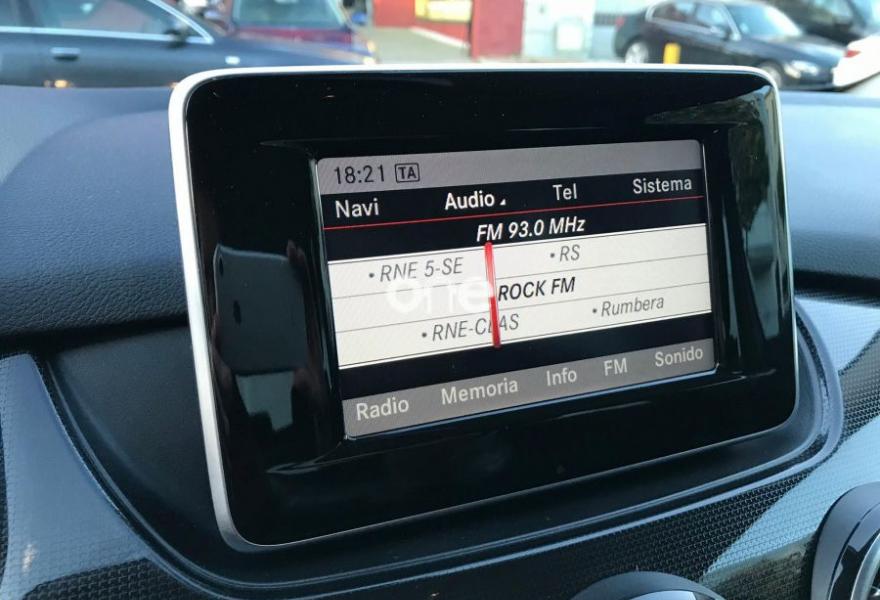 18:21 TA
Navi Audio Tel Sistema
FM 93.0 MHz
•RNE 5-SE •RS
ROCK FM
•RNE-CLAS •Rumbera
one
Radio Memoria Info FM Sonido